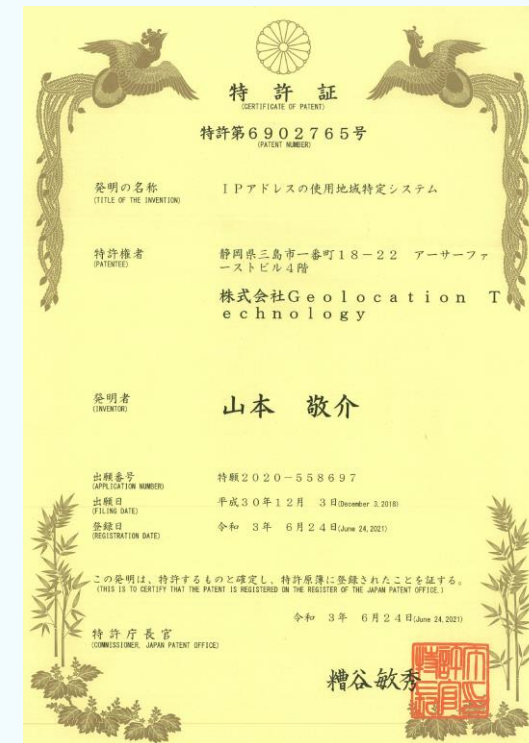 特許証
(CERTIFICATE OF PATENT)
特許第6902765号
(PATENT NUMBER)
発明の名称
(TITLE OF THE INVENTION)
IPアドレスの使用地域特定システム
特許権者
(PATENTEE)
静岡県三島市一番町18-22 アーサーファ
ーストビル4階
株式会社Geolocation T
echnology
発明者
(INVENTOR)
山本 敬介
出願番号
(APPLICATION NUMBER)
特願2020-558697
出願日
(FILING DATE)
平成30年12月 3日(December 3,2018)
登録日
(REGISTRATION DATE)
令和 3年 6月24日(June 24,2021)
この発明は、特許するものと確定し、特許原簿に登録されたことを証する。
(THIS IS TO CERTIFY THAT THE PATENT IS REGISTERED ON THE REGISTER OF THE JAPAN PATENT OFFICE.)
令和 3年 6月24日(June 24,2021)
特許庁長官
(COMMISSIONER, JAPAN PATENT OFFICE)
糟谷敏秀